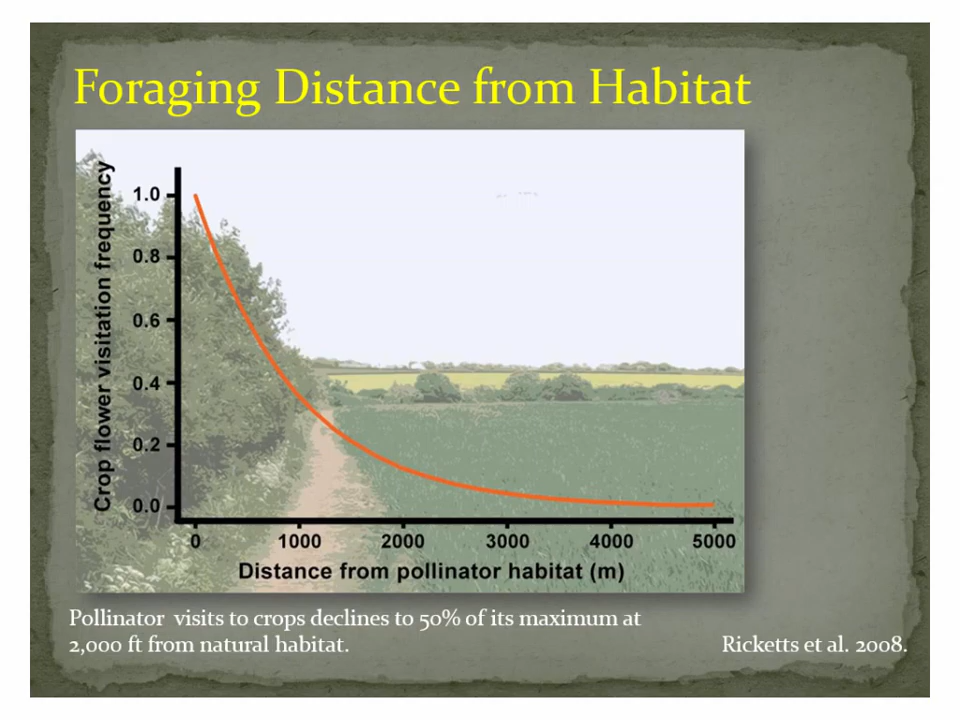 Foraging Distance from Habitat
Crop flower visitation frequency
1.0
0.8
0.6
0.4
0.2
0.0
0 1000 2000 3000 4000 5000
Distance from pollinator habitat (m)
Pollinator visits to crops declines to 50% of its maximum at
2,000 ft from natural habitat. Ricketts et al. 2008.